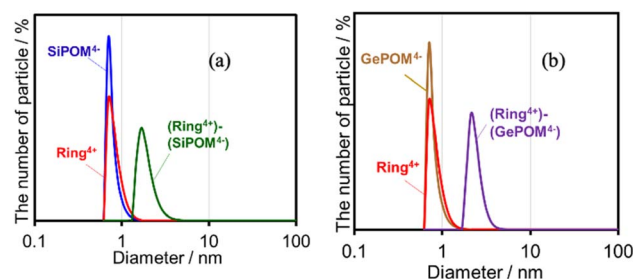 The number of particle / %
SiPOM⁴⁻
(a)
(Ring⁴⁺)-
(SiPOM⁴⁻)
Ring⁴⁺
0.1 1 10 100
Diameter / nm
The number of particle / %
GePOM⁴⁻
(b)
(Ring⁴⁺)-
(GePOM⁴⁻)
Ring⁴⁺
0.1 1 10 100
Diameter / nm